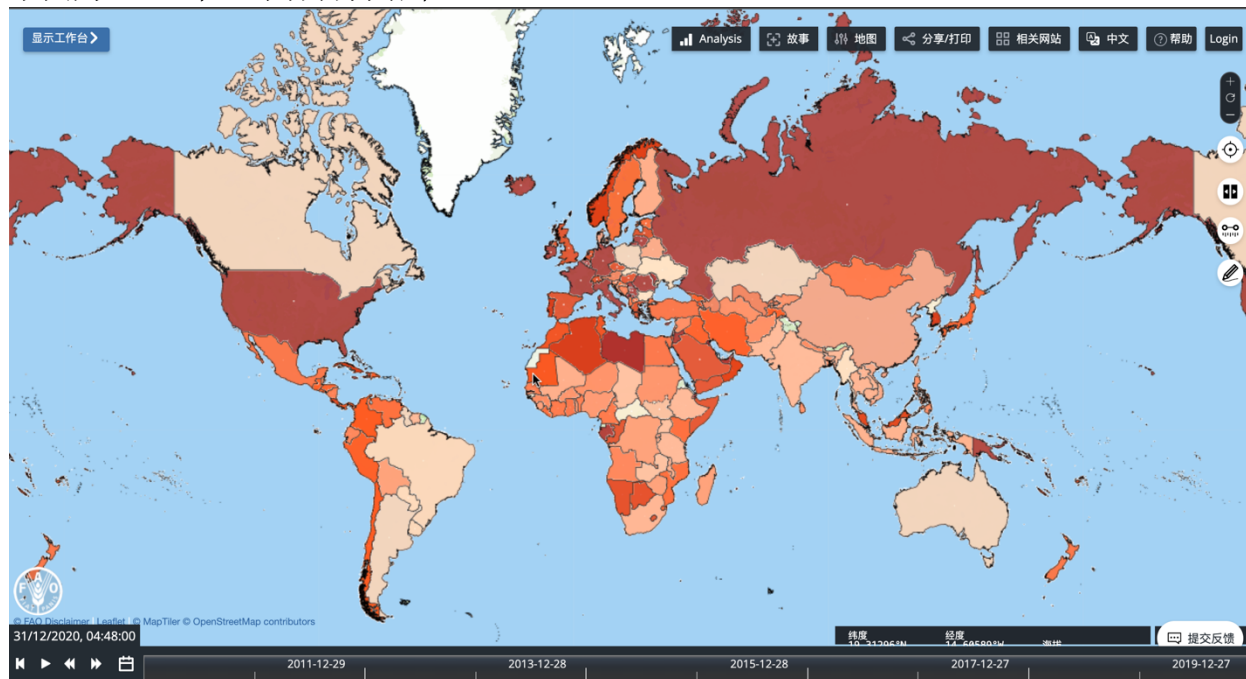 显示工作台
Analysis
故事
地图
分享/打印
相关网站
中文
帮助
Login
FAO
FIAT PANIS
© FAO Disclaimer | Leaflet | © MapTiler © OpenStreetMap contributors
31/12/2020, 04:48:00
纬度
经度
提交反馈
2011-12-29
2013-12-28
2015-12-28
2017-12-27
2019-12-27